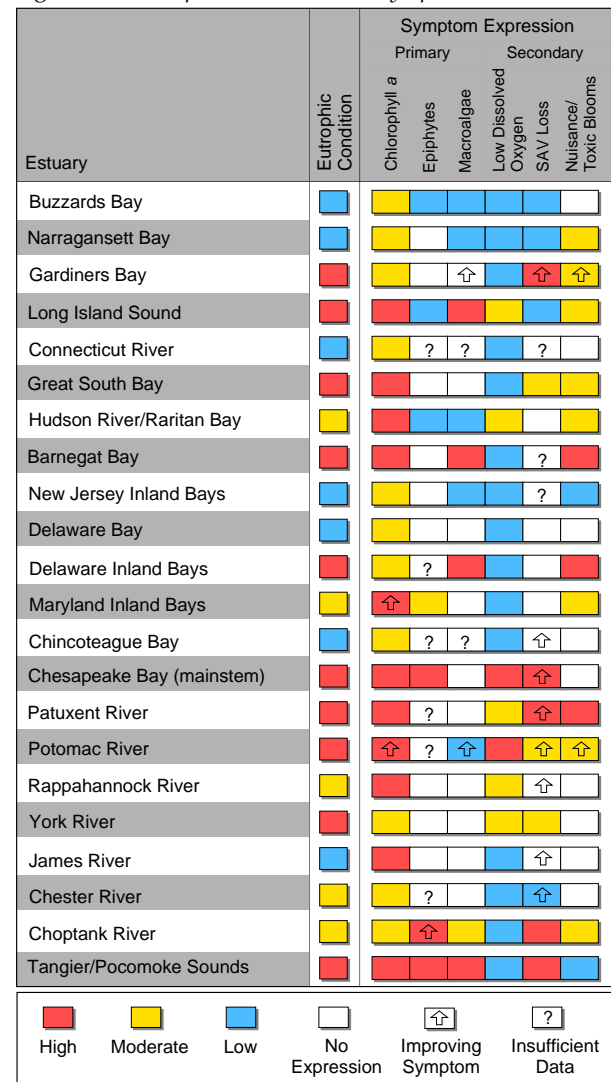 Symptom Expression
Primary Secondary
Estuary
Eutrophic
Condition
Chlorophyll a
Epiphytes
Macroalgae
Low Dissolved
Oxygen
SAV Loss
Nuisance/
Toxic Blooms
Buzzards Bay
Narragansett Bay
Gardiners Bay
Long Island Sound
Connecticut River ? ? ?
Great South Bay
Hudson River/Raritan Bay
Barnegat Bay ?
New Jersey Inland Bays ?
Delaware Bay
Delaware Inland Bays ?
Maryland Inland Bays
Chincoteague Bay ? ?
Chesapeake Bay (mainstem)
Patuxent River ?
Potomac River ?
Rappahannock River
York River
James River
Chester River ?
Choptank River
Tangier/Pocomoke Sounds
?
High Moderate Low No Improving Insufficient
Expression Symptom Data